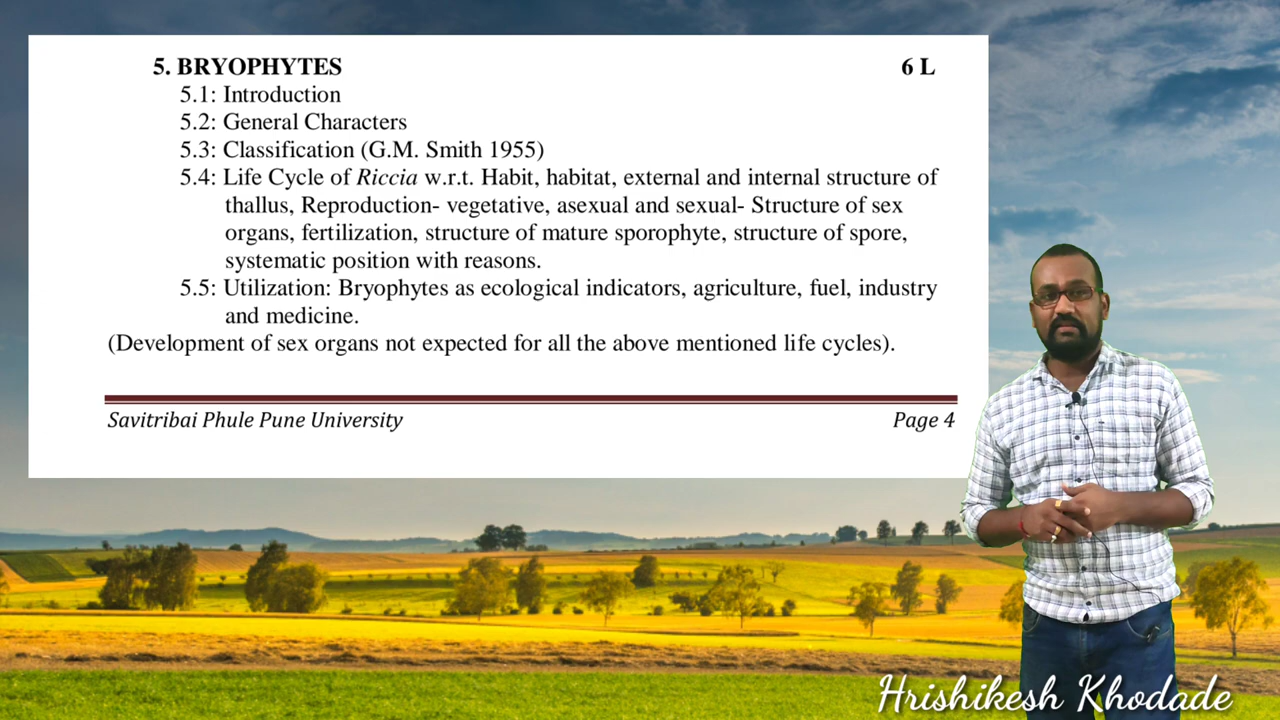 5. BRYOPHYTES 6 L
5.1: Introduction
5.2: General Characters
5.3: Classification (G.M. Smith 1955)
5.4: Life Cycle of Riccia w.r.t. Habit, habitat, external and internal structure of
thallus, Reproduction- vegetative, asexual and sexual- Structure of sex
organs, fertilization, structure of mature sporophyte, structure of spore,
systematic position with reasons.
5.5: Utilization: Bryophytes as ecological indicators, agriculture, fuel, industry
and medicine.
(Development of sex organs not expected for all the above mentioned life cycles).
Savitribai Phule Pune University Page 4
Hrishikesh Khodade